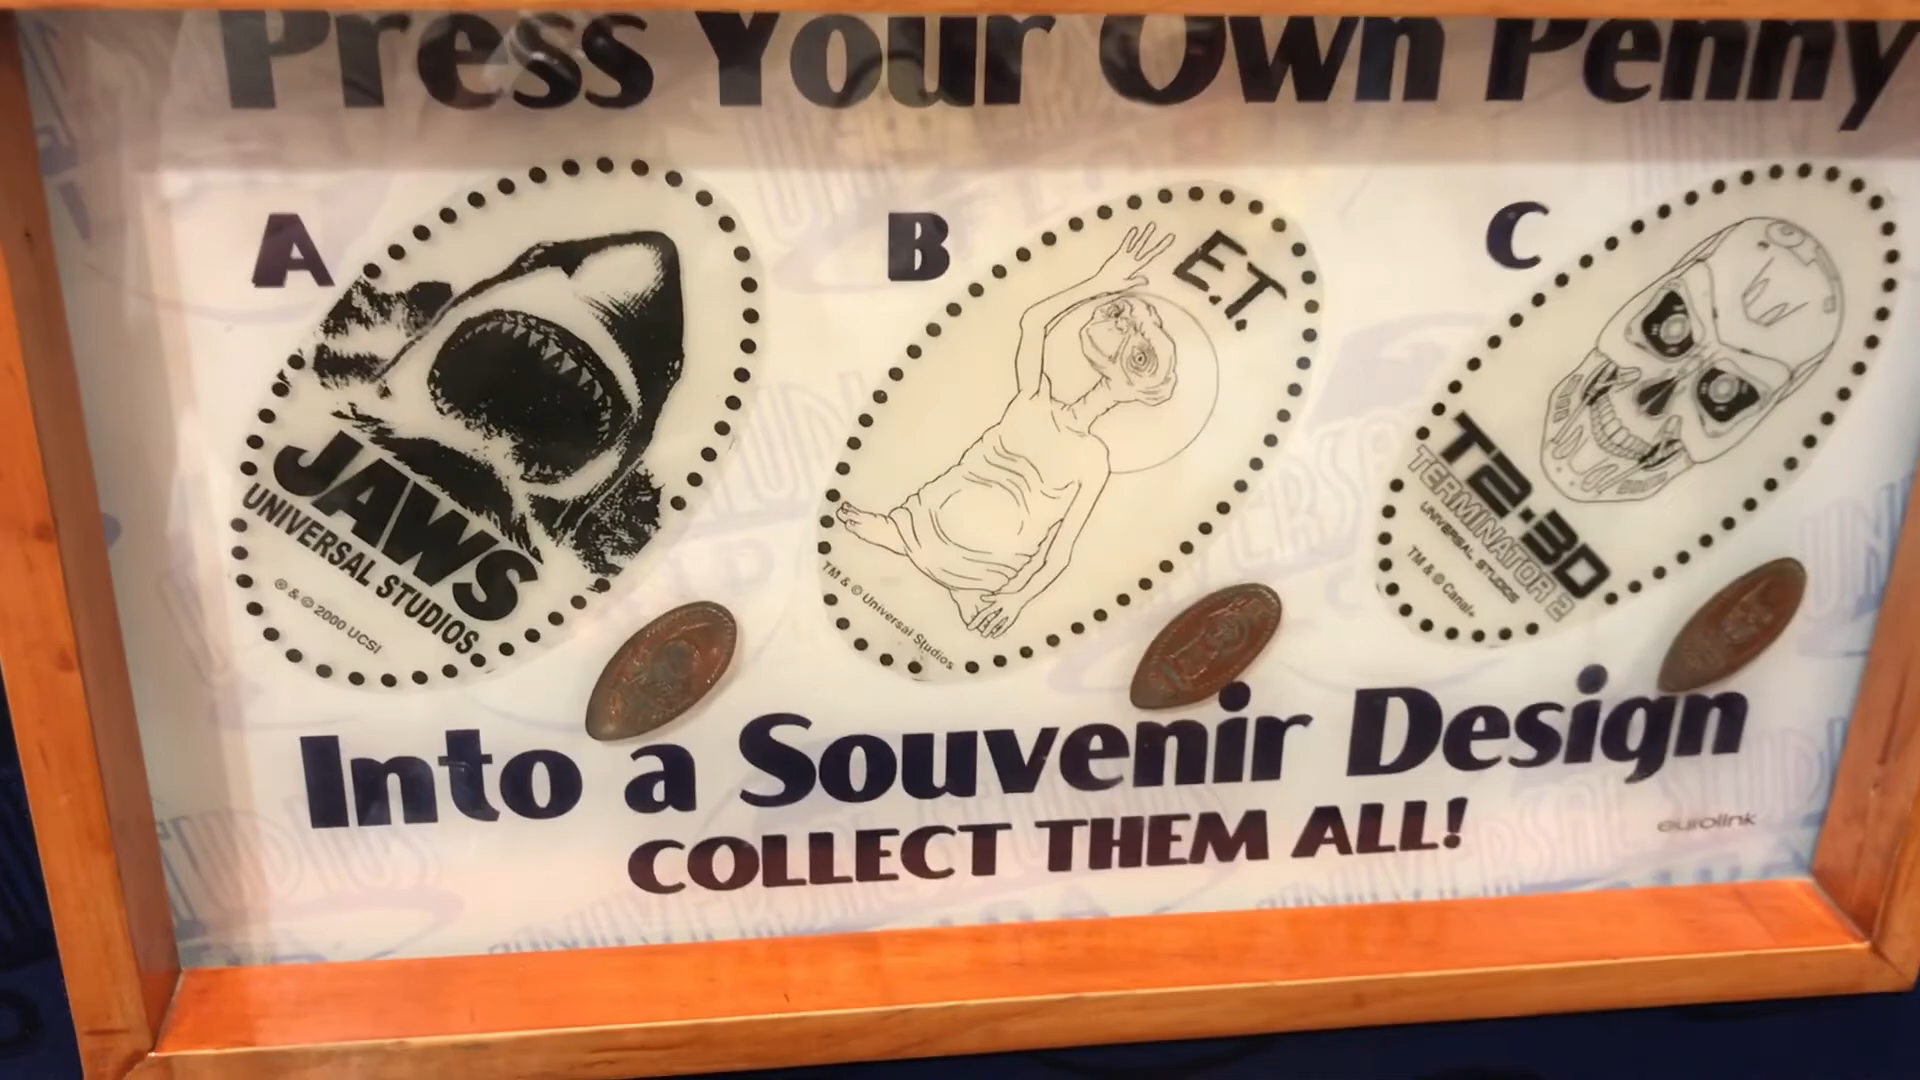 Press Your Own Penny
A
JAWS
UNIVERSAL STUDIOS
© & © 2000 UCSI
B
E.T.
TM & © Universal Studios
C
T2·3D
TERMINATOR 2
UNIVERSAL STUDIOS
TM & © Canal+
Into a Souvenir Design
COLLECT THEM ALL!
eurolink